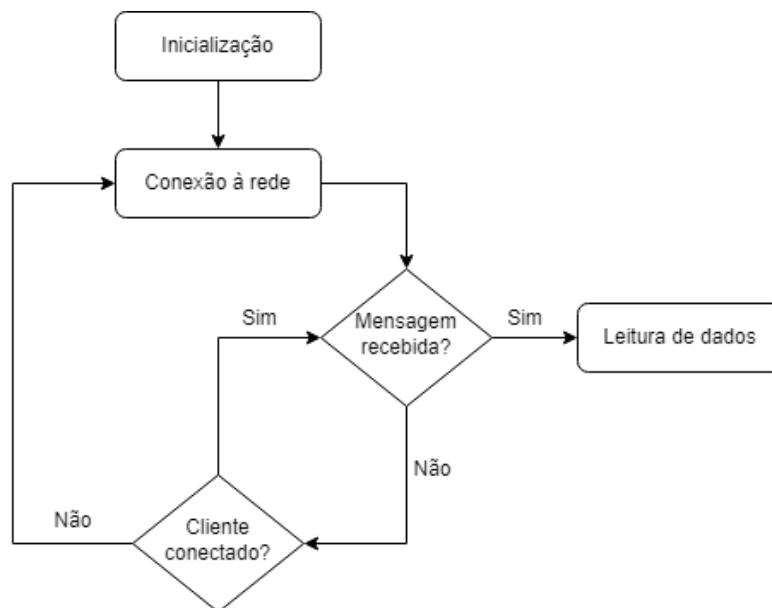 Inicialização
Conexão à rede
Sim
Mensagem
recebida?
Sim
Leitura de dados
Não
Não
Cliente
conectado?